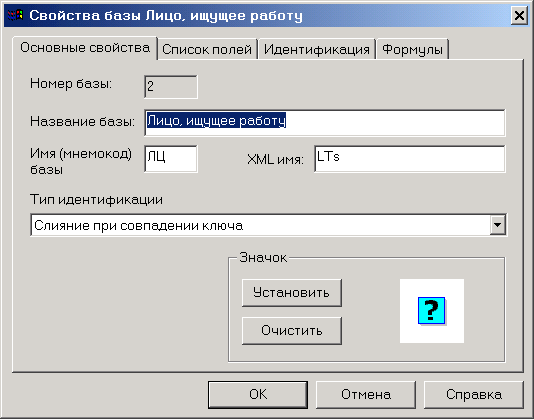 Свойства базы Лицо, ищущее работу
Основные свойства Список полей Идентификация Формулы
Номер базы: 2
Название базы: Лицо, ищущее работу
Имя (мнемокод) базы ЛЦ XML имя: LTs
Тип идентификации
Слияние при совпадении ключа
Значок
Установить
?
Очистить
OK Отмена Справка